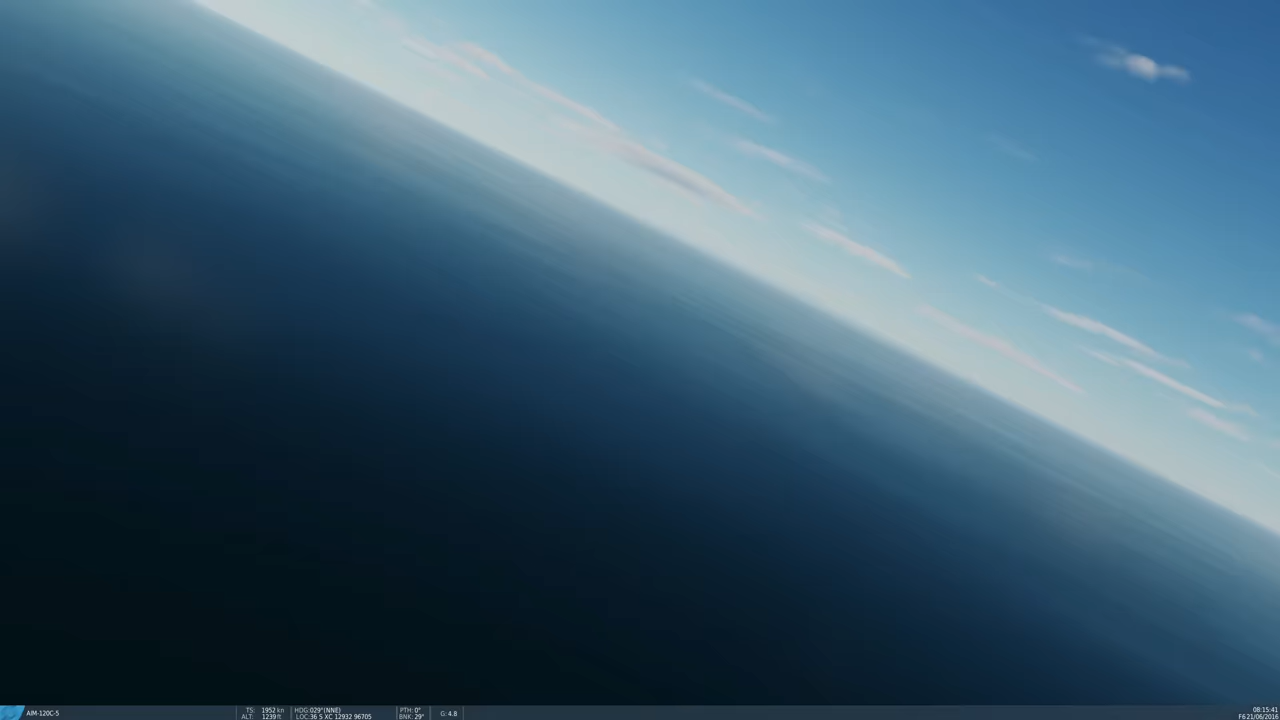 AIM-120C-5
TS: 1952 kn
ALT: 1239 ft
HDG: 029°(NNE)
LOC: 36 S XC 12932 96705
PTH: 0°
BNK: 29°
G: 4.8
08:15:41
F6 21/06/2016